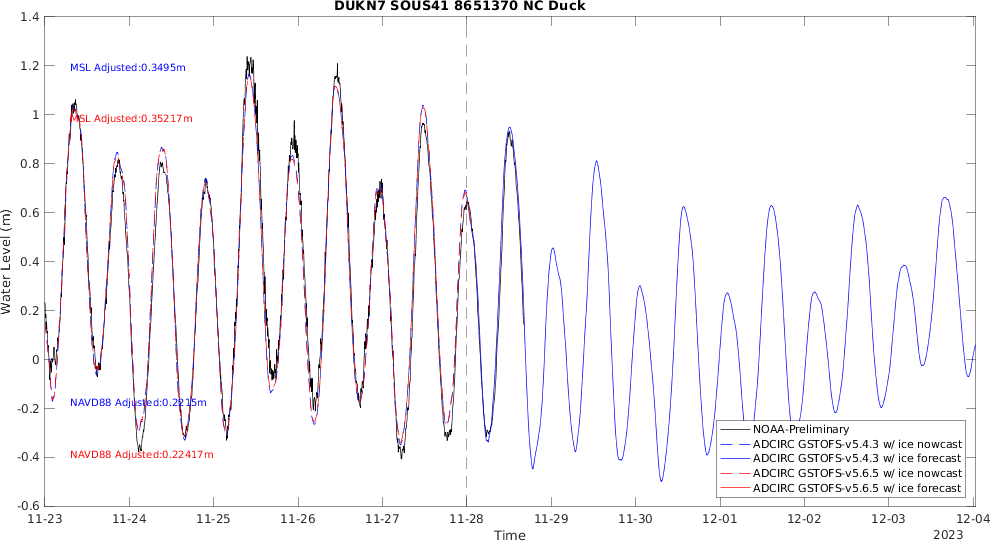 DUKN7 SOUS41 8651370 NC Duck
1.4
1.2
1
0.8
0.6
0.4
0.2
0
-0.2
-0.4
-0.6
Water Level (m)
MSL Adjusted:0.3495m
MSL Adjusted:0.35217m
NAVD88 Adjusted:0.2215m
NAVD88 Adjusted:0.22417m
NOAA-Preliminary
ADCIRC GSTOFS-v5.4.3 w/ ice nowcast
ADCIRC GSTOFS-v5.4.3 w/ ice forecast
ADCIRC GSTOFS-v5.6.5 w/ ice nowcast
ADCIRC GSTOFS-v5.6.5 w/ ice forecast
11-23 11-24 11-25 11-26 11-27 11-28 11-29 11-30 12-01 12-02 12-03 12-04
Time
2023